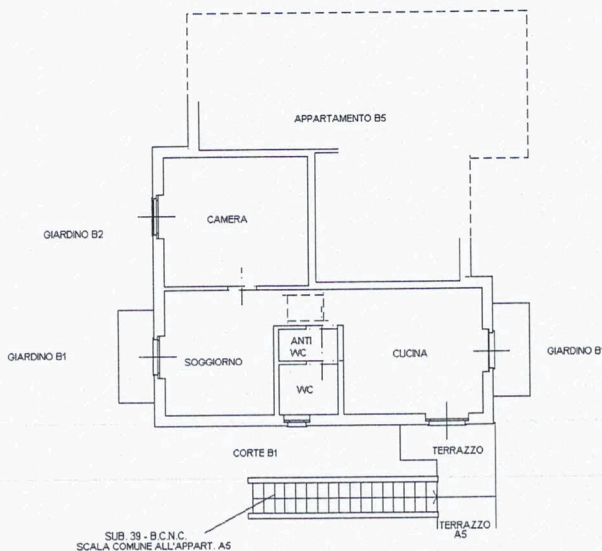 APPARTAMENTO B5
CAMERA
GIARDINO B2
GIARDINO B1
SOGGIORNO
ANTI
WC
CUCINA
GIARDINO B
WC
CORTE B1
TERRAZZO
SUB. 39 - B.C.N.C.
SCALA COMUNE ALL'APPART. A5
TERRAZZO
A5